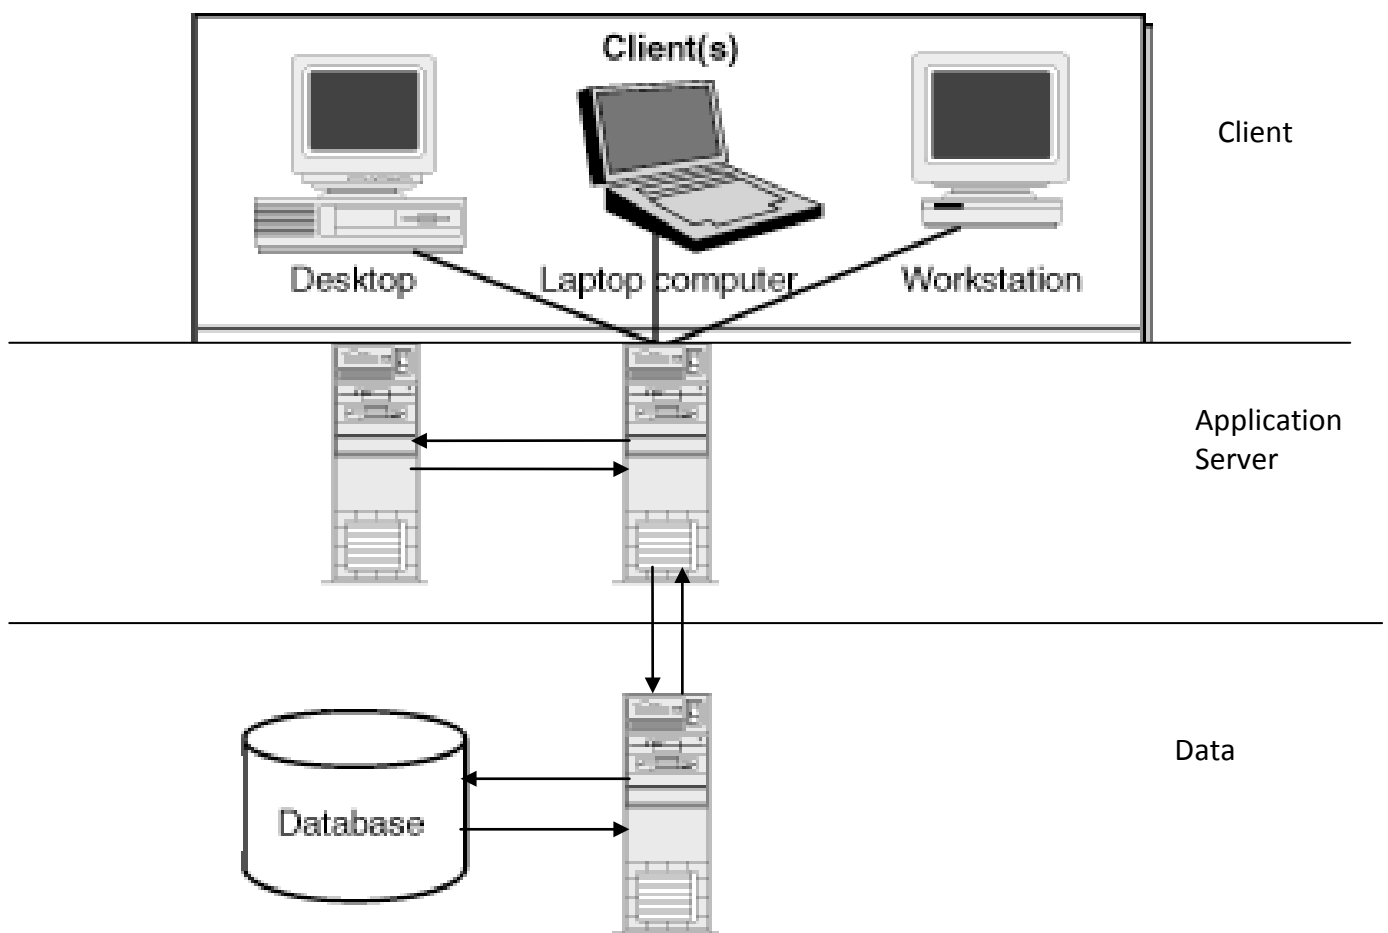 Client(s)
Client
Desktop
Laptop computer
Workstation
Application
Server
Data
Database